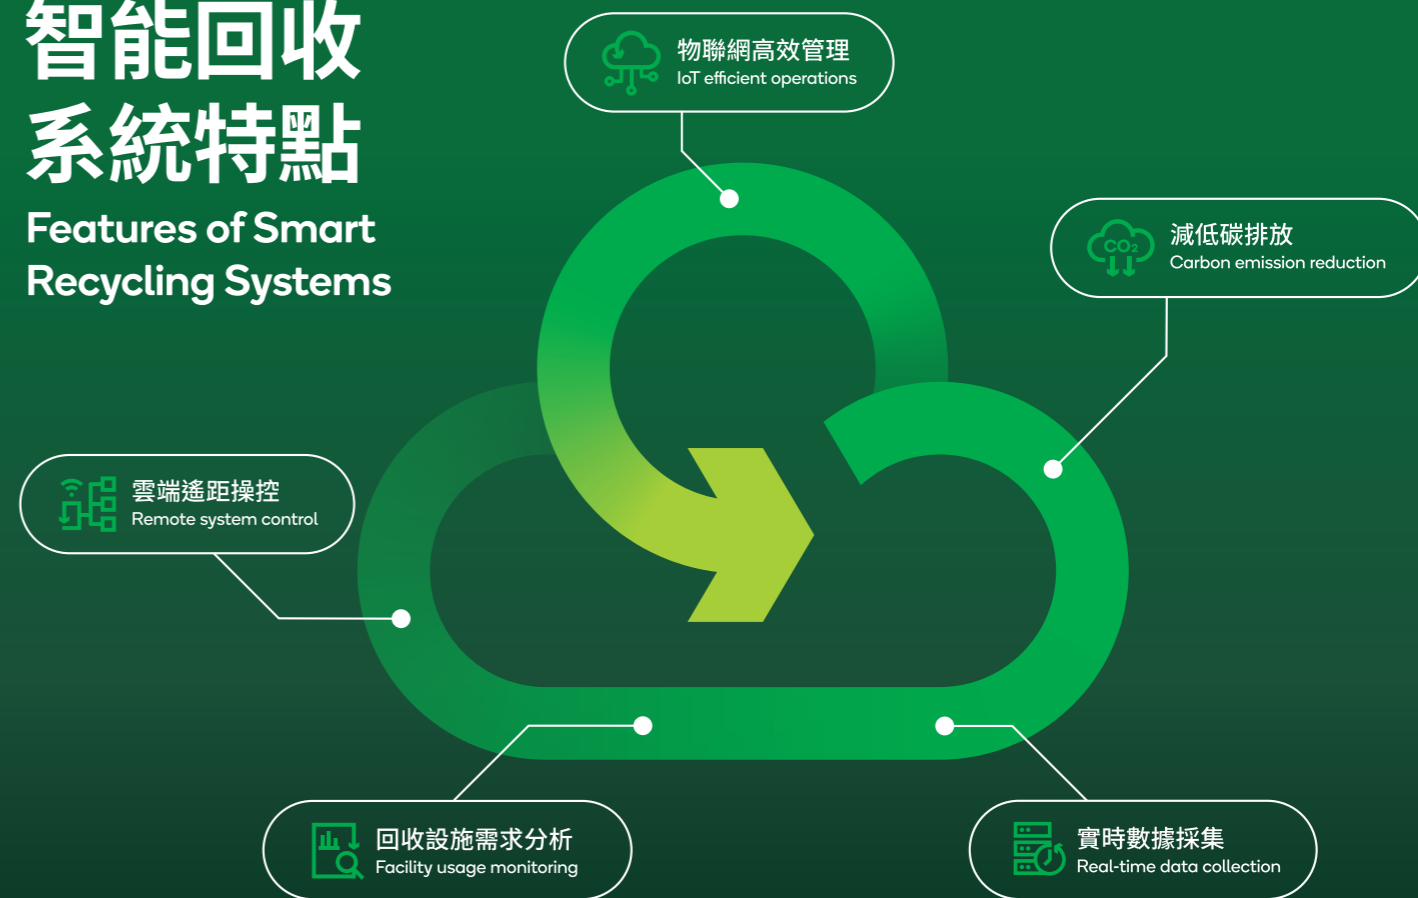 智能回收
系統特點
Features of Smart
Recycling Systems
物聯網高效管理
IoT efficient operations
CO₂
減低碳排放
Carbon emission reduction
雲端遙距操控
Remote system control
回收設施需求分析
Facility usage monitoring
實時數據採集
Real-time data collection